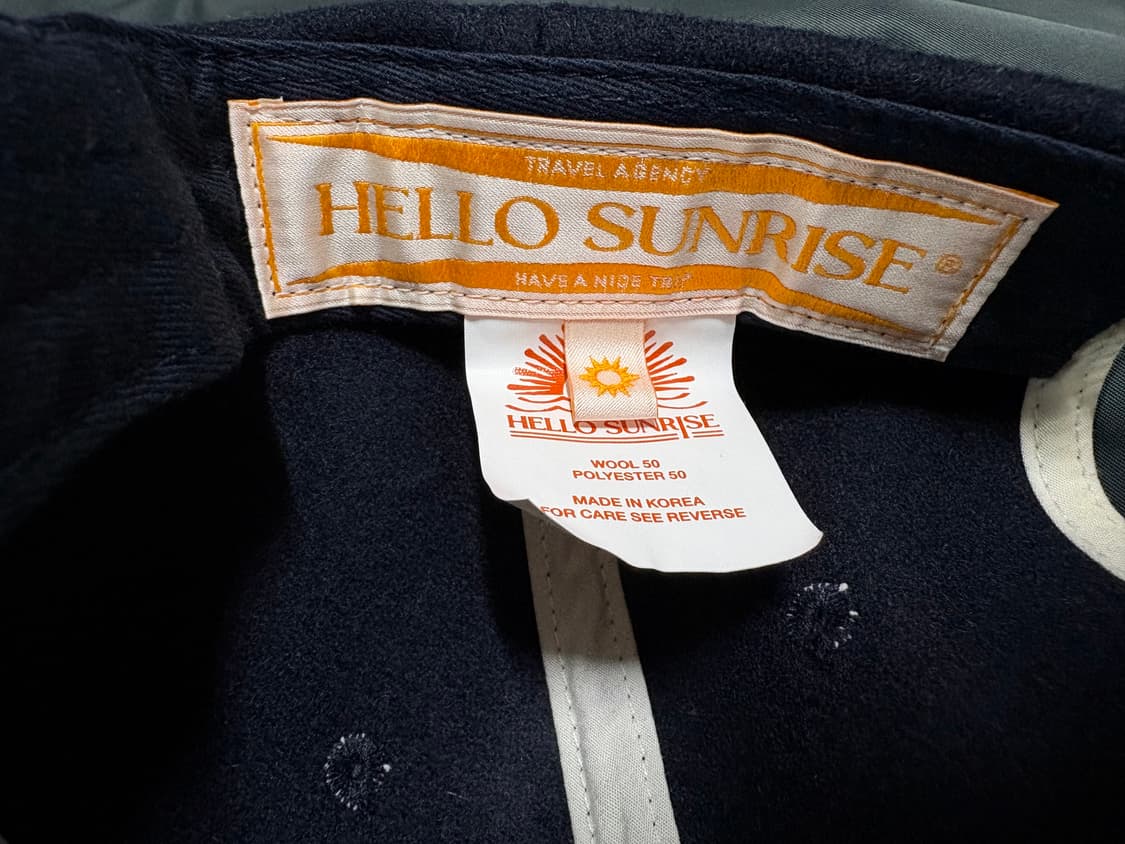 TRAVEL AGENCY
HELLO SUNRISE ®
HAVE A NICE TRIP
HELLO SUNRISE
WOOL 50
POLYESTER 50
MADE IN KOREA
FOR CARE SEE REVERSE